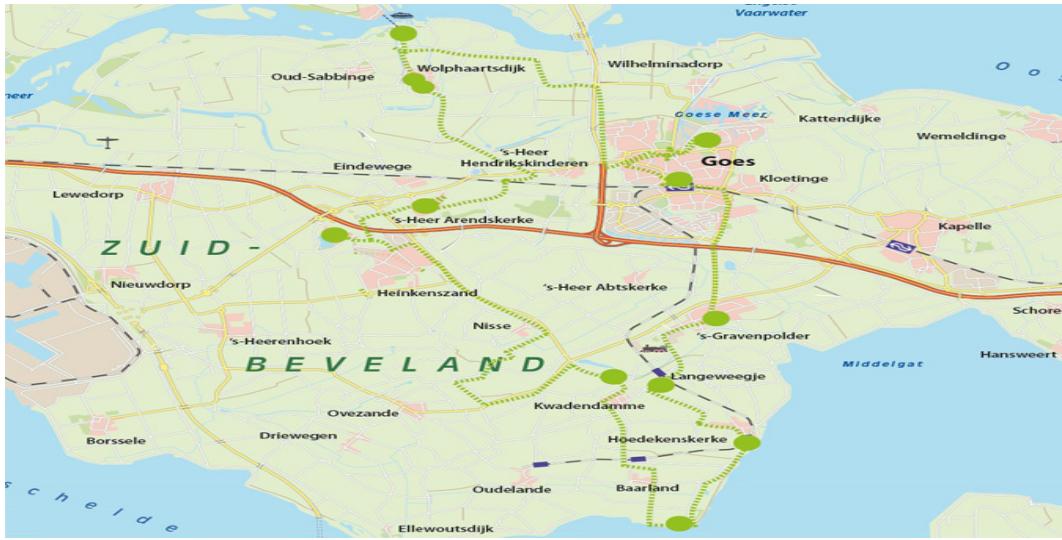 Vaarwater
Wolphaartsdijk
Oud-Sabbinge
Wilhelminadorp
O o s
Goese Meer
Kattendijke
Wemeldinge
's-Heer
Hendrikskinderen
Eindewege
Goes
Kloetinge
Lewedorp
's-Heer Arendskerke
Kapelle
ZUID-
Nieuwdorp
Heinkenszand
's-Heer Abtskerke
Schore
's-Heerenhoek
Nisse
's-Gravenpolder
Hansweert
BEVELAND
Middelgat
Langeweegje
Kwadendamme
Ovezande
Borssele
Driewegen
Hoedekenskerke
Oudelande
Baarland
s c h e l d e
Ellewoutsdijk